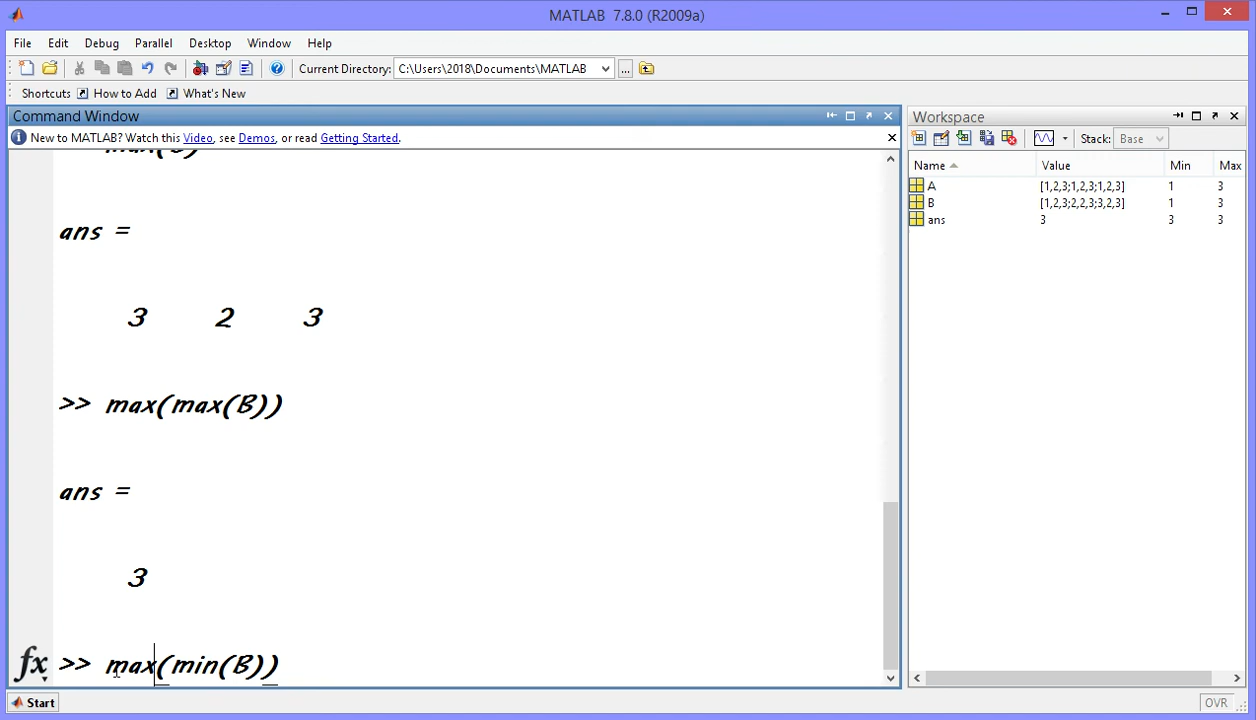 MATLAB 7.8.0 (R2009a)
File Edit Debug Parallel Desktop Window Help
Current Directory: C:\Users\2018\Documents\MATLAB ...
Shortcuts How to Add What's New
Command Window
New to MATLAB? Watch this Video, see Demos, or read Getting Started.
ans =
3 2 3
>> max(max(B))
ans =
3
fx >> max(min(B))
Workspace
Stack: Base
Name Value Min Max
A [1,2,3;1,2,3;1,2,3] 1 3
B [1,2,3;2,2,3;3,2,3] 1 3
ans 3 3 3
Start
OVR